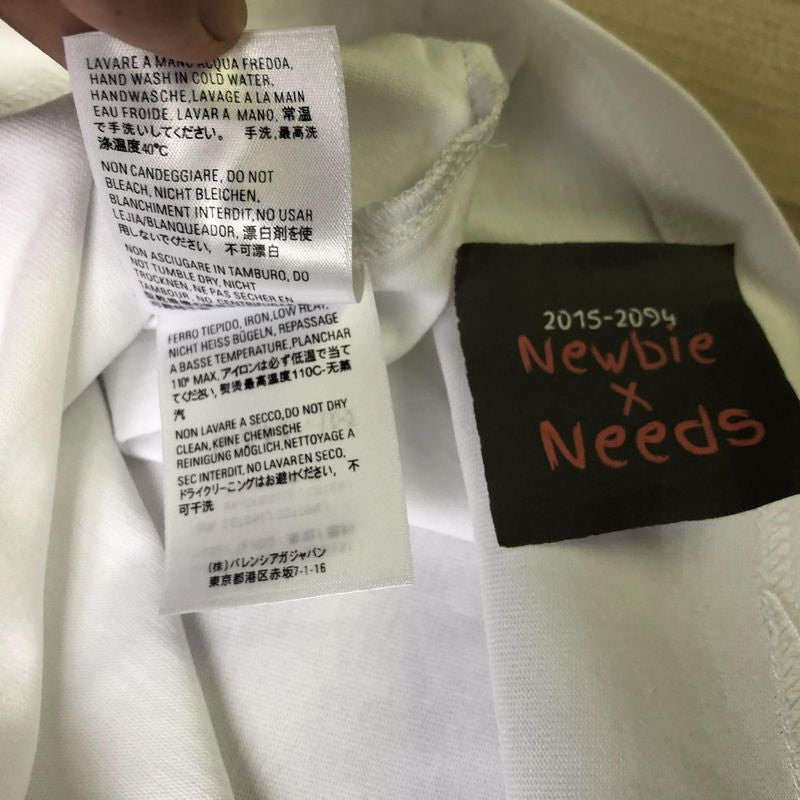 LAVARE A MANO ACQUA FREDDA,
HAND WASH IN COLD WATER,
HANDWASCHE, LAVAGE A LA MAIN
EAU FROIDE. LAVAR A MANO, 常温
で手洗いしてください。 手洗,最高洗
涤温度40℃
NON CANDEGGIARE, DO NOT
BLEACH, NICHT BLEICHEN,
BLANCHIMENT INTERDIT, NO USAR
LEJIA/BLANQUEADOR, 漂白剤を使
用しないでください, 不可漂白
NON ASCIUGARE IN TAMBURO, DO
NOT TUMBLE DRY, NICHT
TROCKNEN, NE PAS SECHER EN
TAMBOUR, NO
FERRO TIEPIDO, IRON, LOW HEAT,
NICHT HEISS BÜGELN, REPASSAGE
A BASSE TEMPERATURE, PLANCHAR
110° MAX, アイロンは必ず低温で当て
てください, 熨烫最高温度110C-无蒸
汽
NON LAVARE A SECCO, DO NOT DRY
CLEAN, KEINE CHEMISCHE
REINIGUNG MÖGLICH, NETTOYAGE A
SEC INTERDIT, NO LAVAR EN SECO,
ドライクリーニングはお避けください, 不
可干洗
(株)バレンシアガジャパン
東京都港区赤坂7-1-16
2015-2094
Newbie
x
Needs